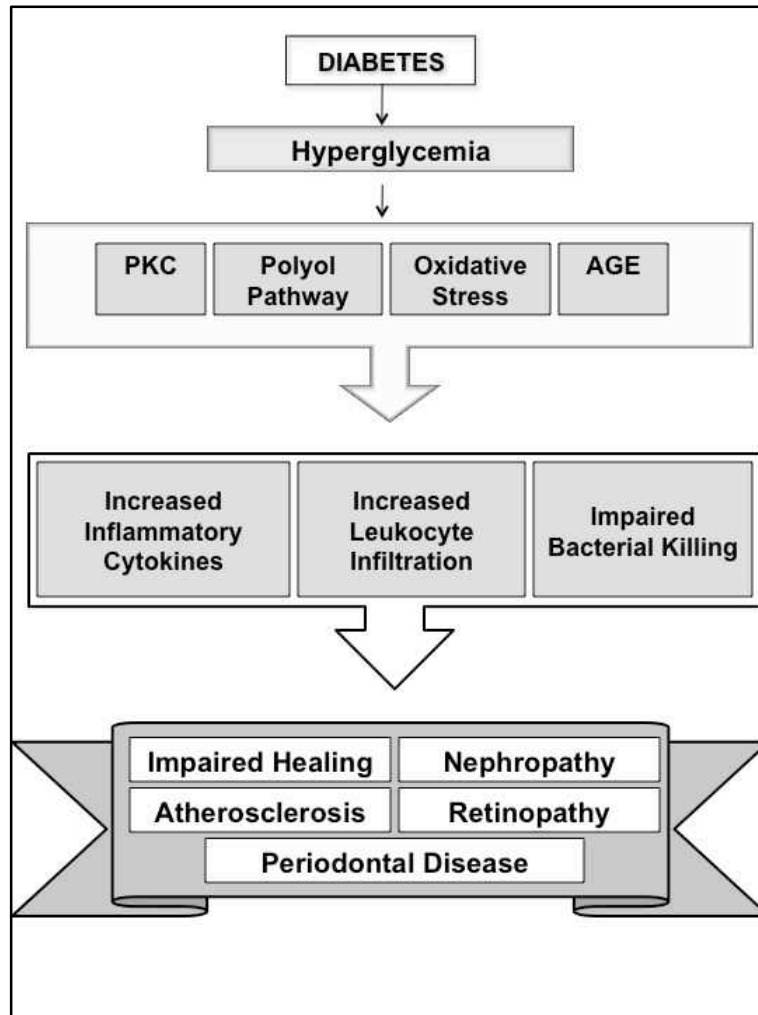 DIABETES
Hyperglycemia
PKC
Polyol
Pathway
Oxidative
Stress
AGE
Increased
Inflammatory
Cytokines
Increased
Leukocyte
Infiltration
Impaired
Bacterial Killing
Impaired Healing
Nephropathy
Atherosclerosis
Retinopathy
Periodontal Disease